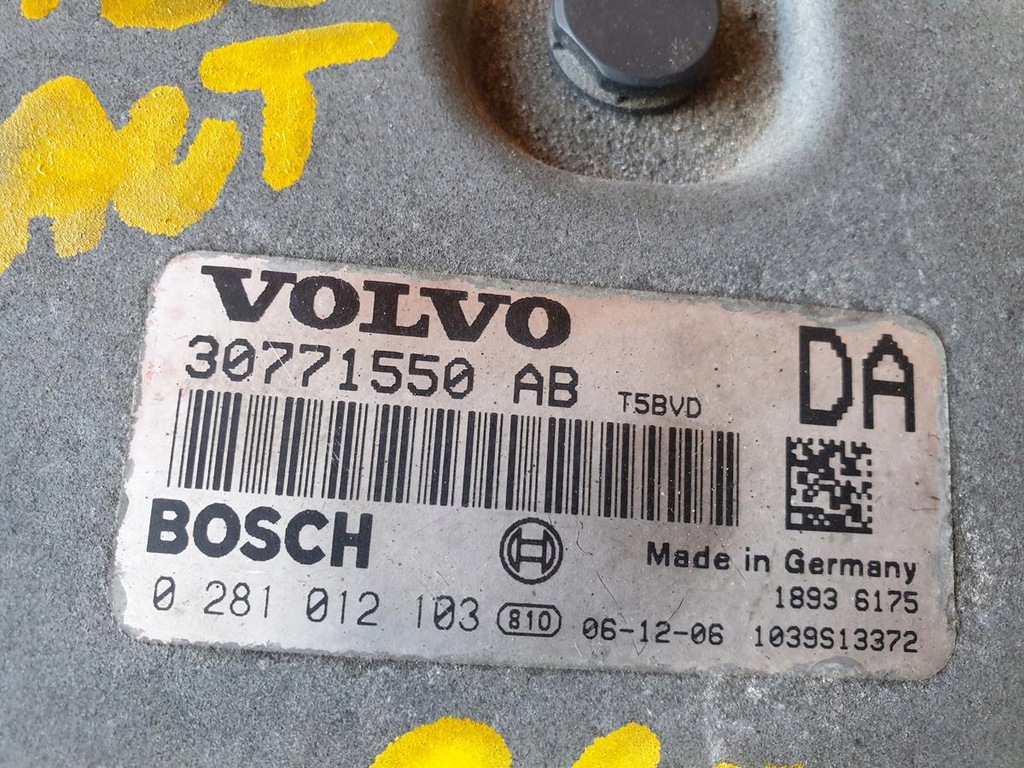 AUT
VOLVO
30771550 AB T5BVD
DA
BOSCH
Made in Germany
1893 6175
0 281 012 103 810 06-12-06 1039S13372